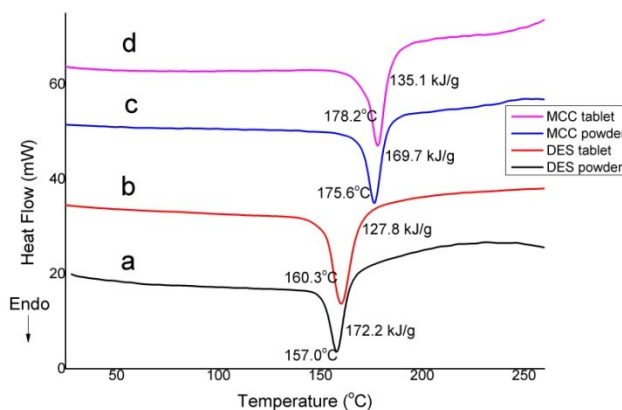 d
135.1 kJ/g
178.2°C
c
169.7 kJ/g
175.6°C
b
127.8 kJ/g
160.3°C
a
172.2 kJ/g
157.0°C
MCC tablet
MCC powder
DES tablet
DES powder
Heat Flow (mW)
Endo
60
40
20
0
50
100
150
200
250
Temperature (°C)